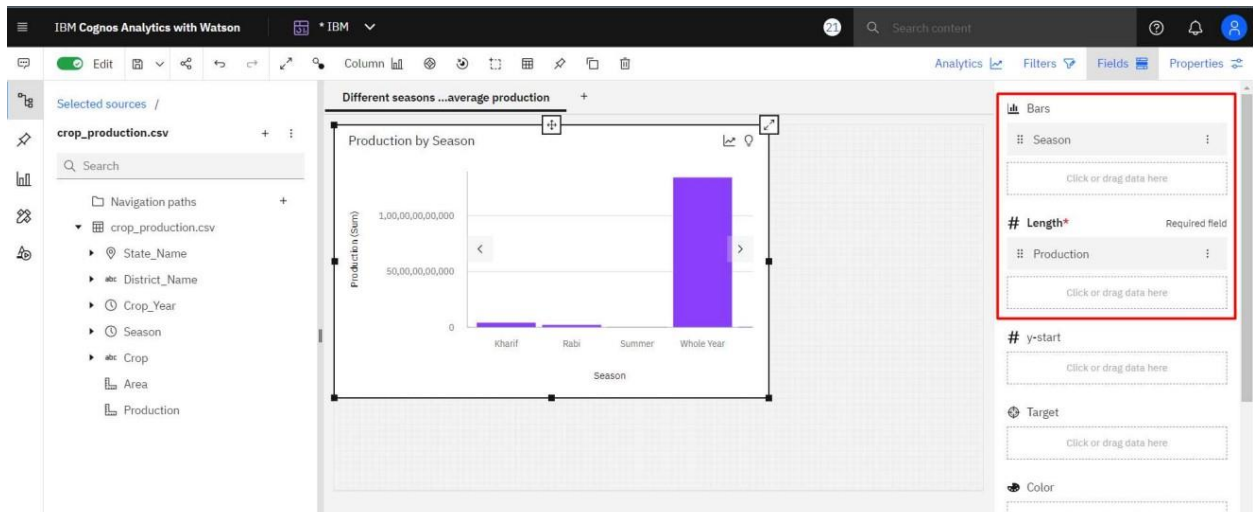 IBM Cognos Analytics with Watson
* IBM
21
Search content
Edit
Column
Analytics
Filters
Fields
Properties
Selected sources /
crop_production.csv
Search
Navigation paths
crop_production.csv
State_Name
abc District_Name
Crop_Year
Season
abc Crop
Area
Production
Different seasons ...average production
Production by Season
Production (Sum)
1,00,00,00,00,000
50,00,00,00,000
0
Kharif Rabi Summer Whole Year
Season
Bars
Season
Click or drag data here
# Length* Required field
Production
Click or drag data here
# y-start
Click or drag data here
Target
Click or drag data here
Color